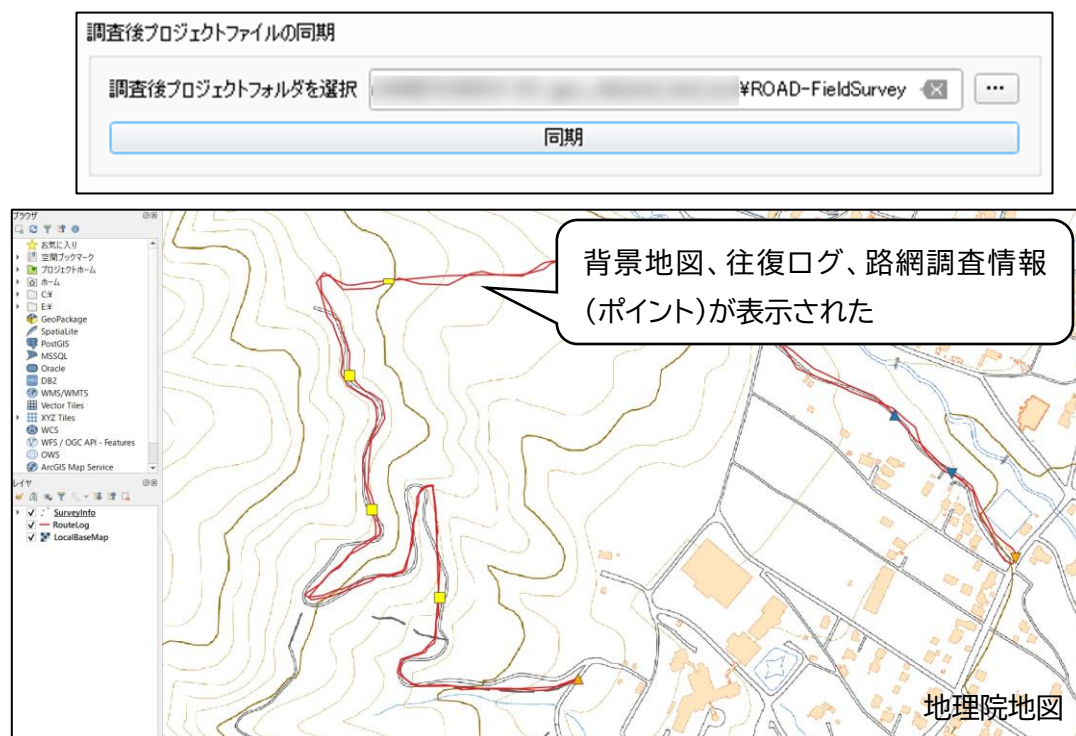 調査後プロジェクトファイルの同期
調査後プロジェクトフォルダを選択
¥ROAD-FieldSurvey
...
同期
ブラウザ
お気に入り
空間ブックマーク
プロジェクトホーム
ホーム
C:¥
E:¥
GeoPackage
SpatiaLite
PostGIS
MSSQL
Oracle
DB2
WMS/WMTS
Vector Tiles
XYZ Tiles
WCS
WFS / OGC API - Features
OWS
ArcGIS Map Service
レイヤ
SurveyInfo
RouteLog
LocalBaseMap
背景地図、往復ログ、路網調査情報
(ポイント)が表示された
地理院地図